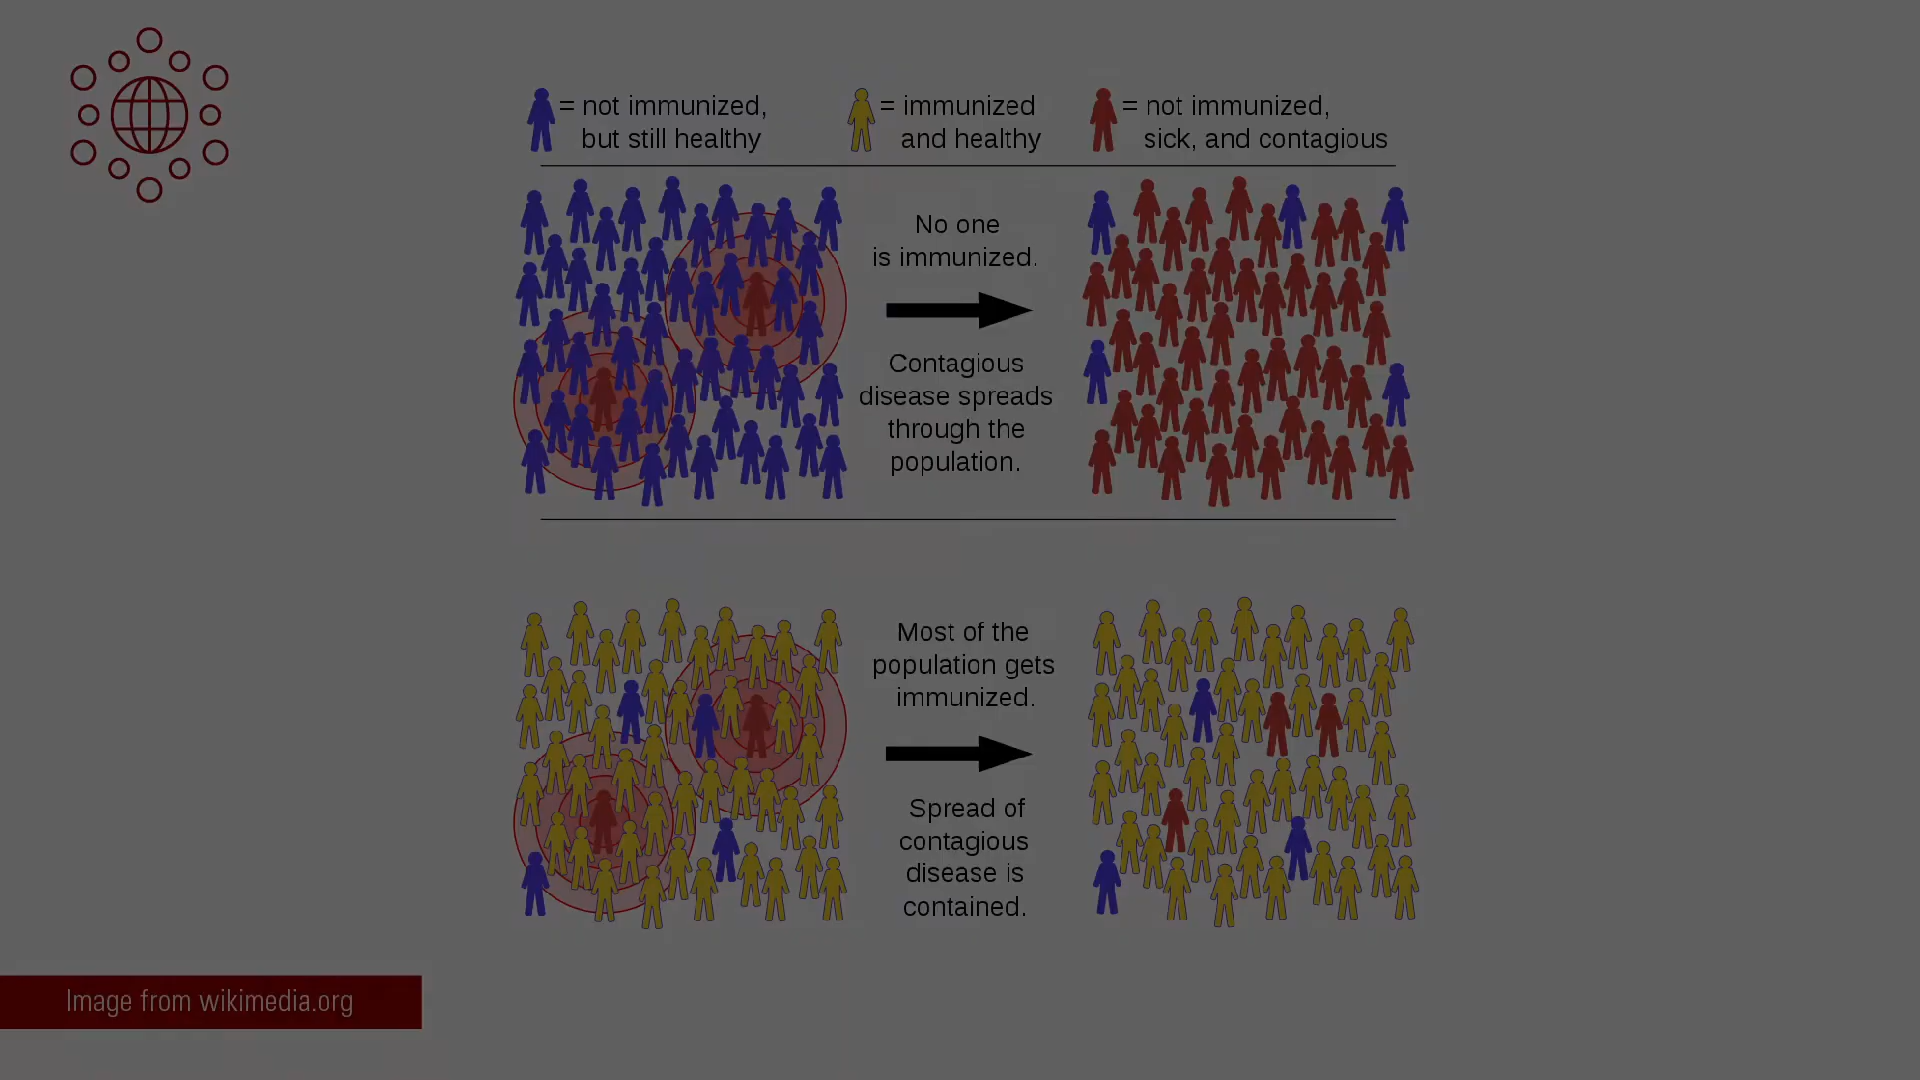 = not immunized,
but still healthy
= immunized
and healthy
= not immunized,
sick, and contagious
No one
is immunized.
Contagious
disease spreads
through the
population.
Most of the
population gets
immunized.
Spread of
contagious
disease is
contained.
Image from wikimedia.org